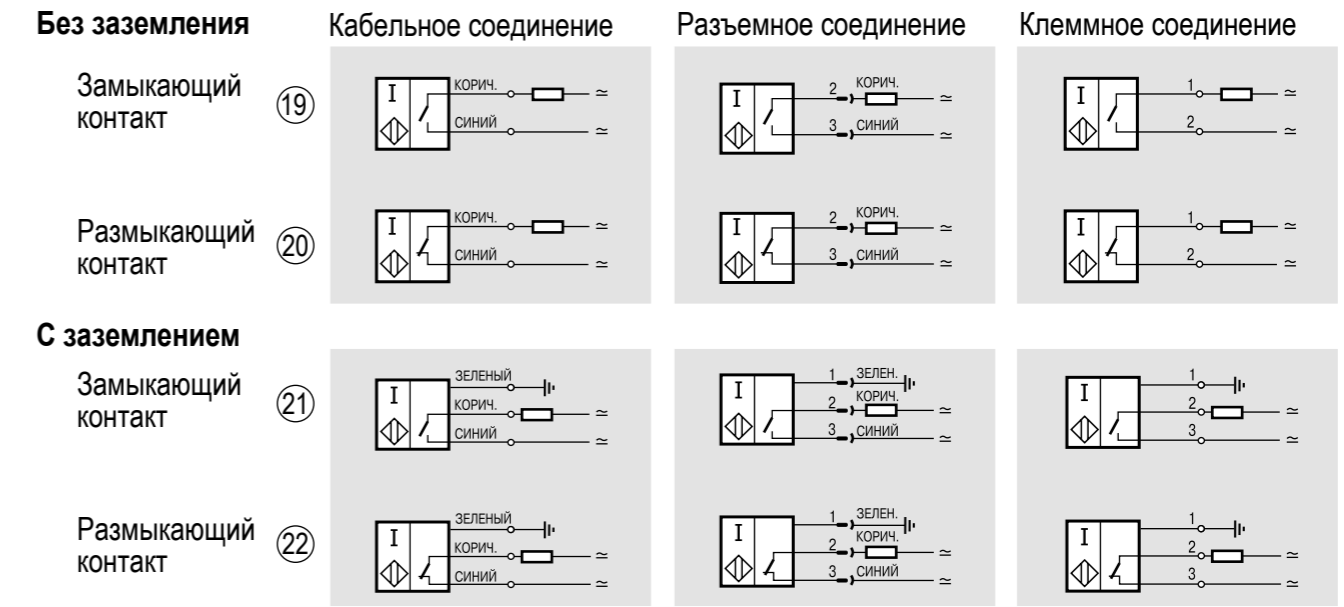 Без заземления
Кабельное соединение
Разъемное соединение
Клеммное соединение
Замыкающий
контакт
19
I
КОРИЧ.
≃
СИНИЙ
≃
I
2 КОРИЧ.
≃
3 СИНИЙ
≃
I
1
≃
2
≃
Размыкающий
контакт
20
I
КОРИЧ.
≃
СИНИЙ
≃
I
2 КОРИЧ.
≃
3 СИНИЙ
≃
I
1
≃
2
≃
С заземлением
Замыкающий
контакт
21
I
ЗЕЛЕНЫЙ
КОРИЧ.
≃
СИНИЙ
≃
I
1 ЗЕЛЕН.
2 КОРИЧ.
≃
3 СИНИЙ
≃
I
1
2
≃
3
≃
Размыкающий
контакт
22
I
ЗЕЛЕНЫЙ
КОРИЧ.
≃
СИНИЙ
≃
I
1 ЗЕЛЕН.
2 КОРИЧ.
≃
3 СИНИЙ
≃
I
1
2
≃
3
≃